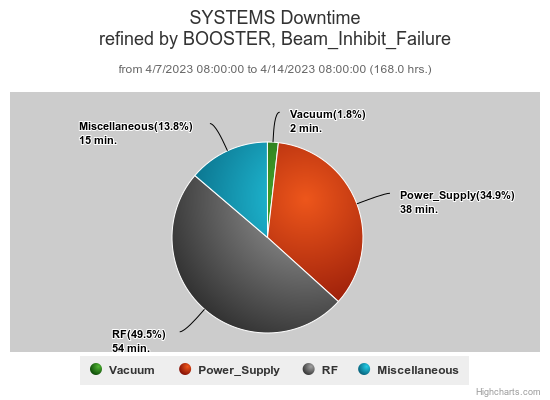 SYSTEMS Downtime
refined by BOOSTER, Beam_Inhibit_Failure
from 4/7/2023 08:00:00 to 4/14/2023 08:00:00 (168.0 hrs.)
Vacuum(1.8%)
2 min.
Miscellaneous(13.8%)
15 min.
Power_Supply(34.9%)
38 min.
RF(49.5%)
54 min.
Vacuum
Power_Supply
RF
Miscellaneous
Highcharts.com